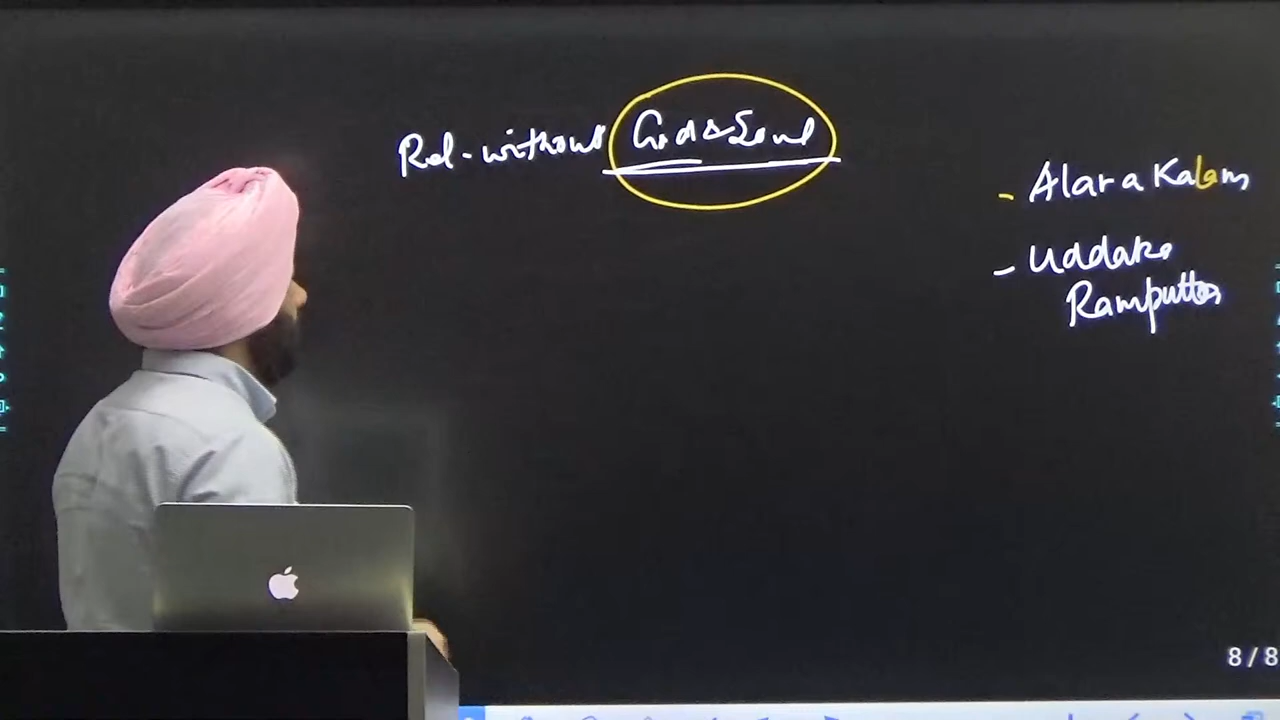 Rel - without God & Soul
- Alara Kalam
- Uddaka
Ramputta
8/8